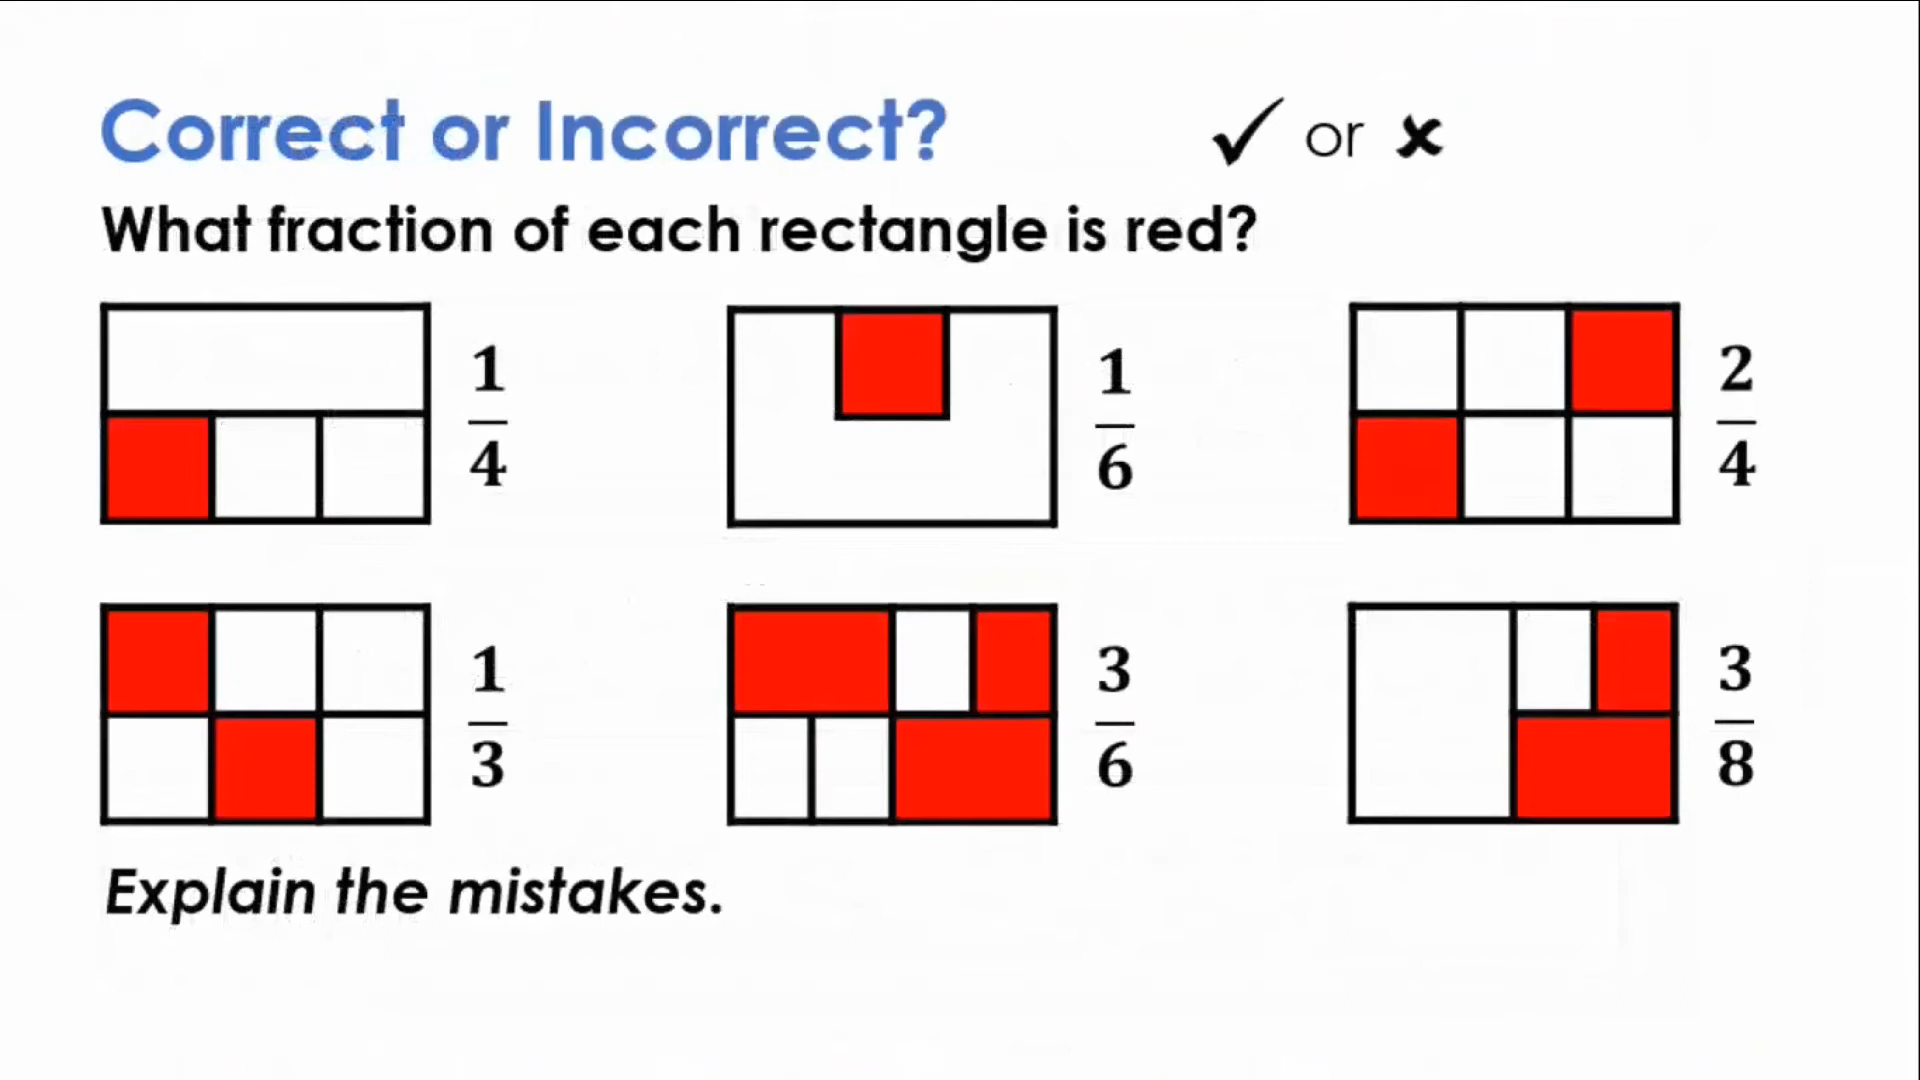 Correct or Incorrect? ✓ or ✘
What fraction of each rectangle is red?
1/4 1/6 2/4
1/3 3/6 3/8
Explain the mistakes.